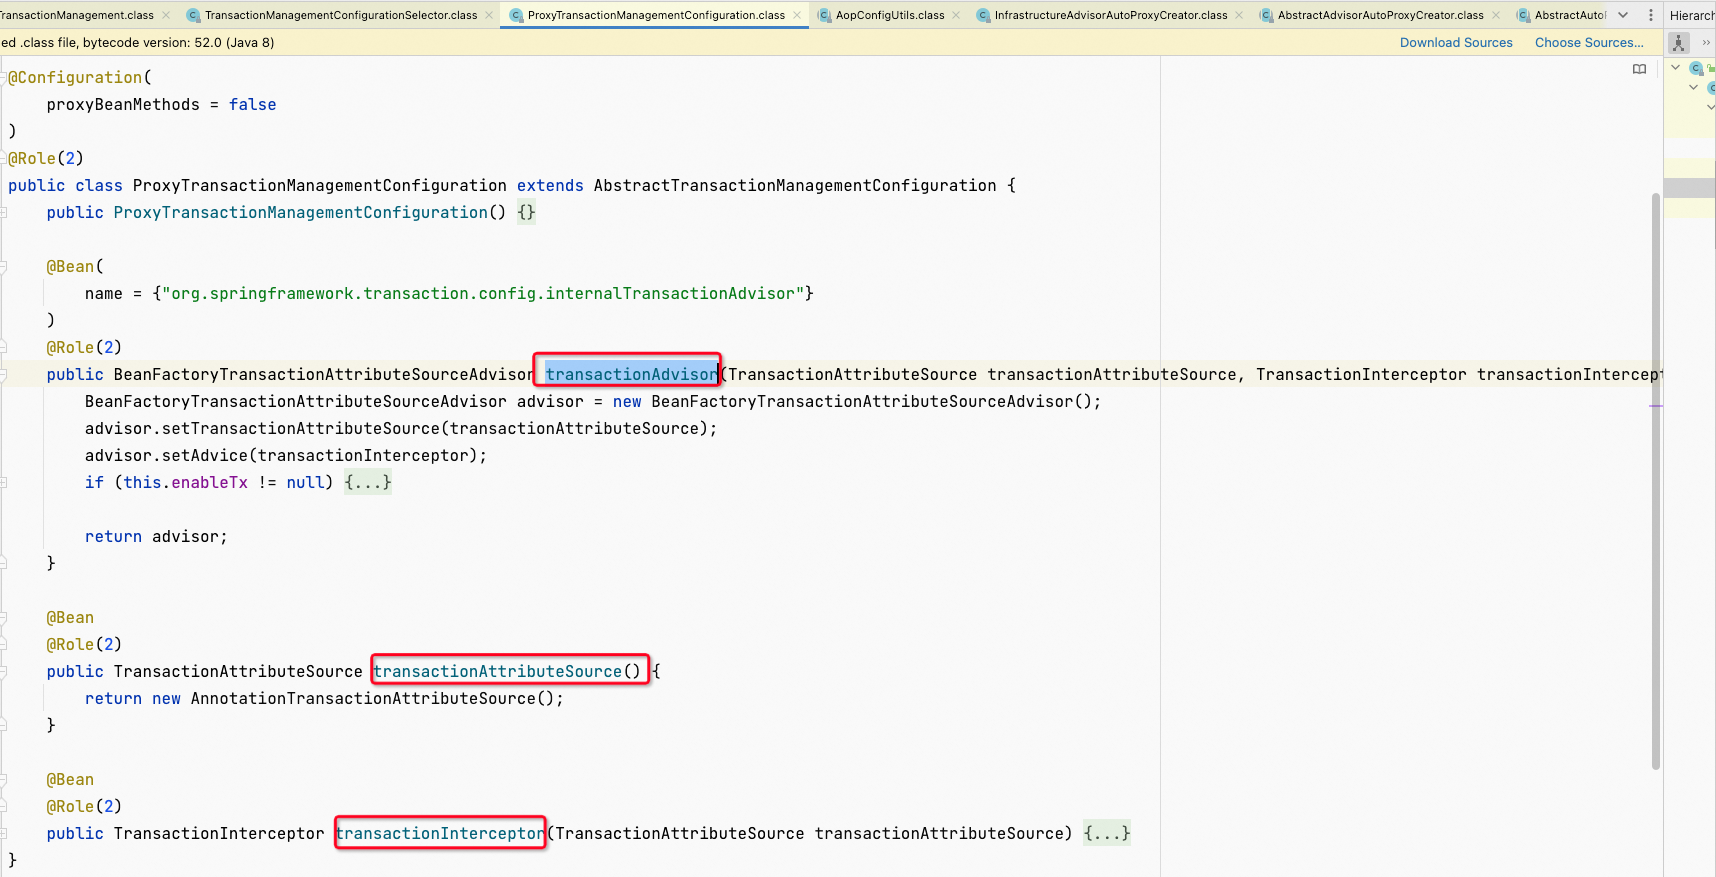 ransactionManagement.class TransactionManagementConfigurationSelector.class ProxyTransactionManagementConfiguration.class AopConfigUtils.class InfrastructureAdvisorAutoProxyCreator.class AbstractAdvisorAutoProxyCreator.class AbstractAutoP Hierarch
ed .class file, bytecode version: 52.0 (Java 8) Download Sources Choose Sources...
@Configuration(
    proxyBeanMethods = false
)
@Role(2)
public class ProxyTransactionManagementConfiguration extends AbstractTransactionManagementConfiguration {
    public ProxyTransactionManagementConfiguration() {}
    @Bean(
        name = {"org.springframework.transaction.config.internalTransactionAdvisor"}
    )
    @Role(2)
    public BeanFactoryTransactionAttributeSourceAdvisor transactionAdvisor(TransactionAttributeSource transactionAttributeSource, TransactionInterceptor transactionIntercept
        BeanFactoryTransactionAttributeSourceAdvisor advisor = new BeanFactoryTransactionAttributeSourceAdvisor();
        advisor.setTransactionAttributeSource(transactionAttributeSource);
        advisor.setAdvice(transactionInterceptor);
        if (this.enableTx != null) {...}
        return advisor;
    }
    @Bean
    @Role(2)
    public TransactionAttributeSource transactionAttributeSource() {
        return new AnnotationTransactionAttributeSource();
    }
    @Bean
    @Role(2)
    public TransactionInterceptor transactionInterceptor(TransactionAttributeSource transactionAttributeSource) {...}
}